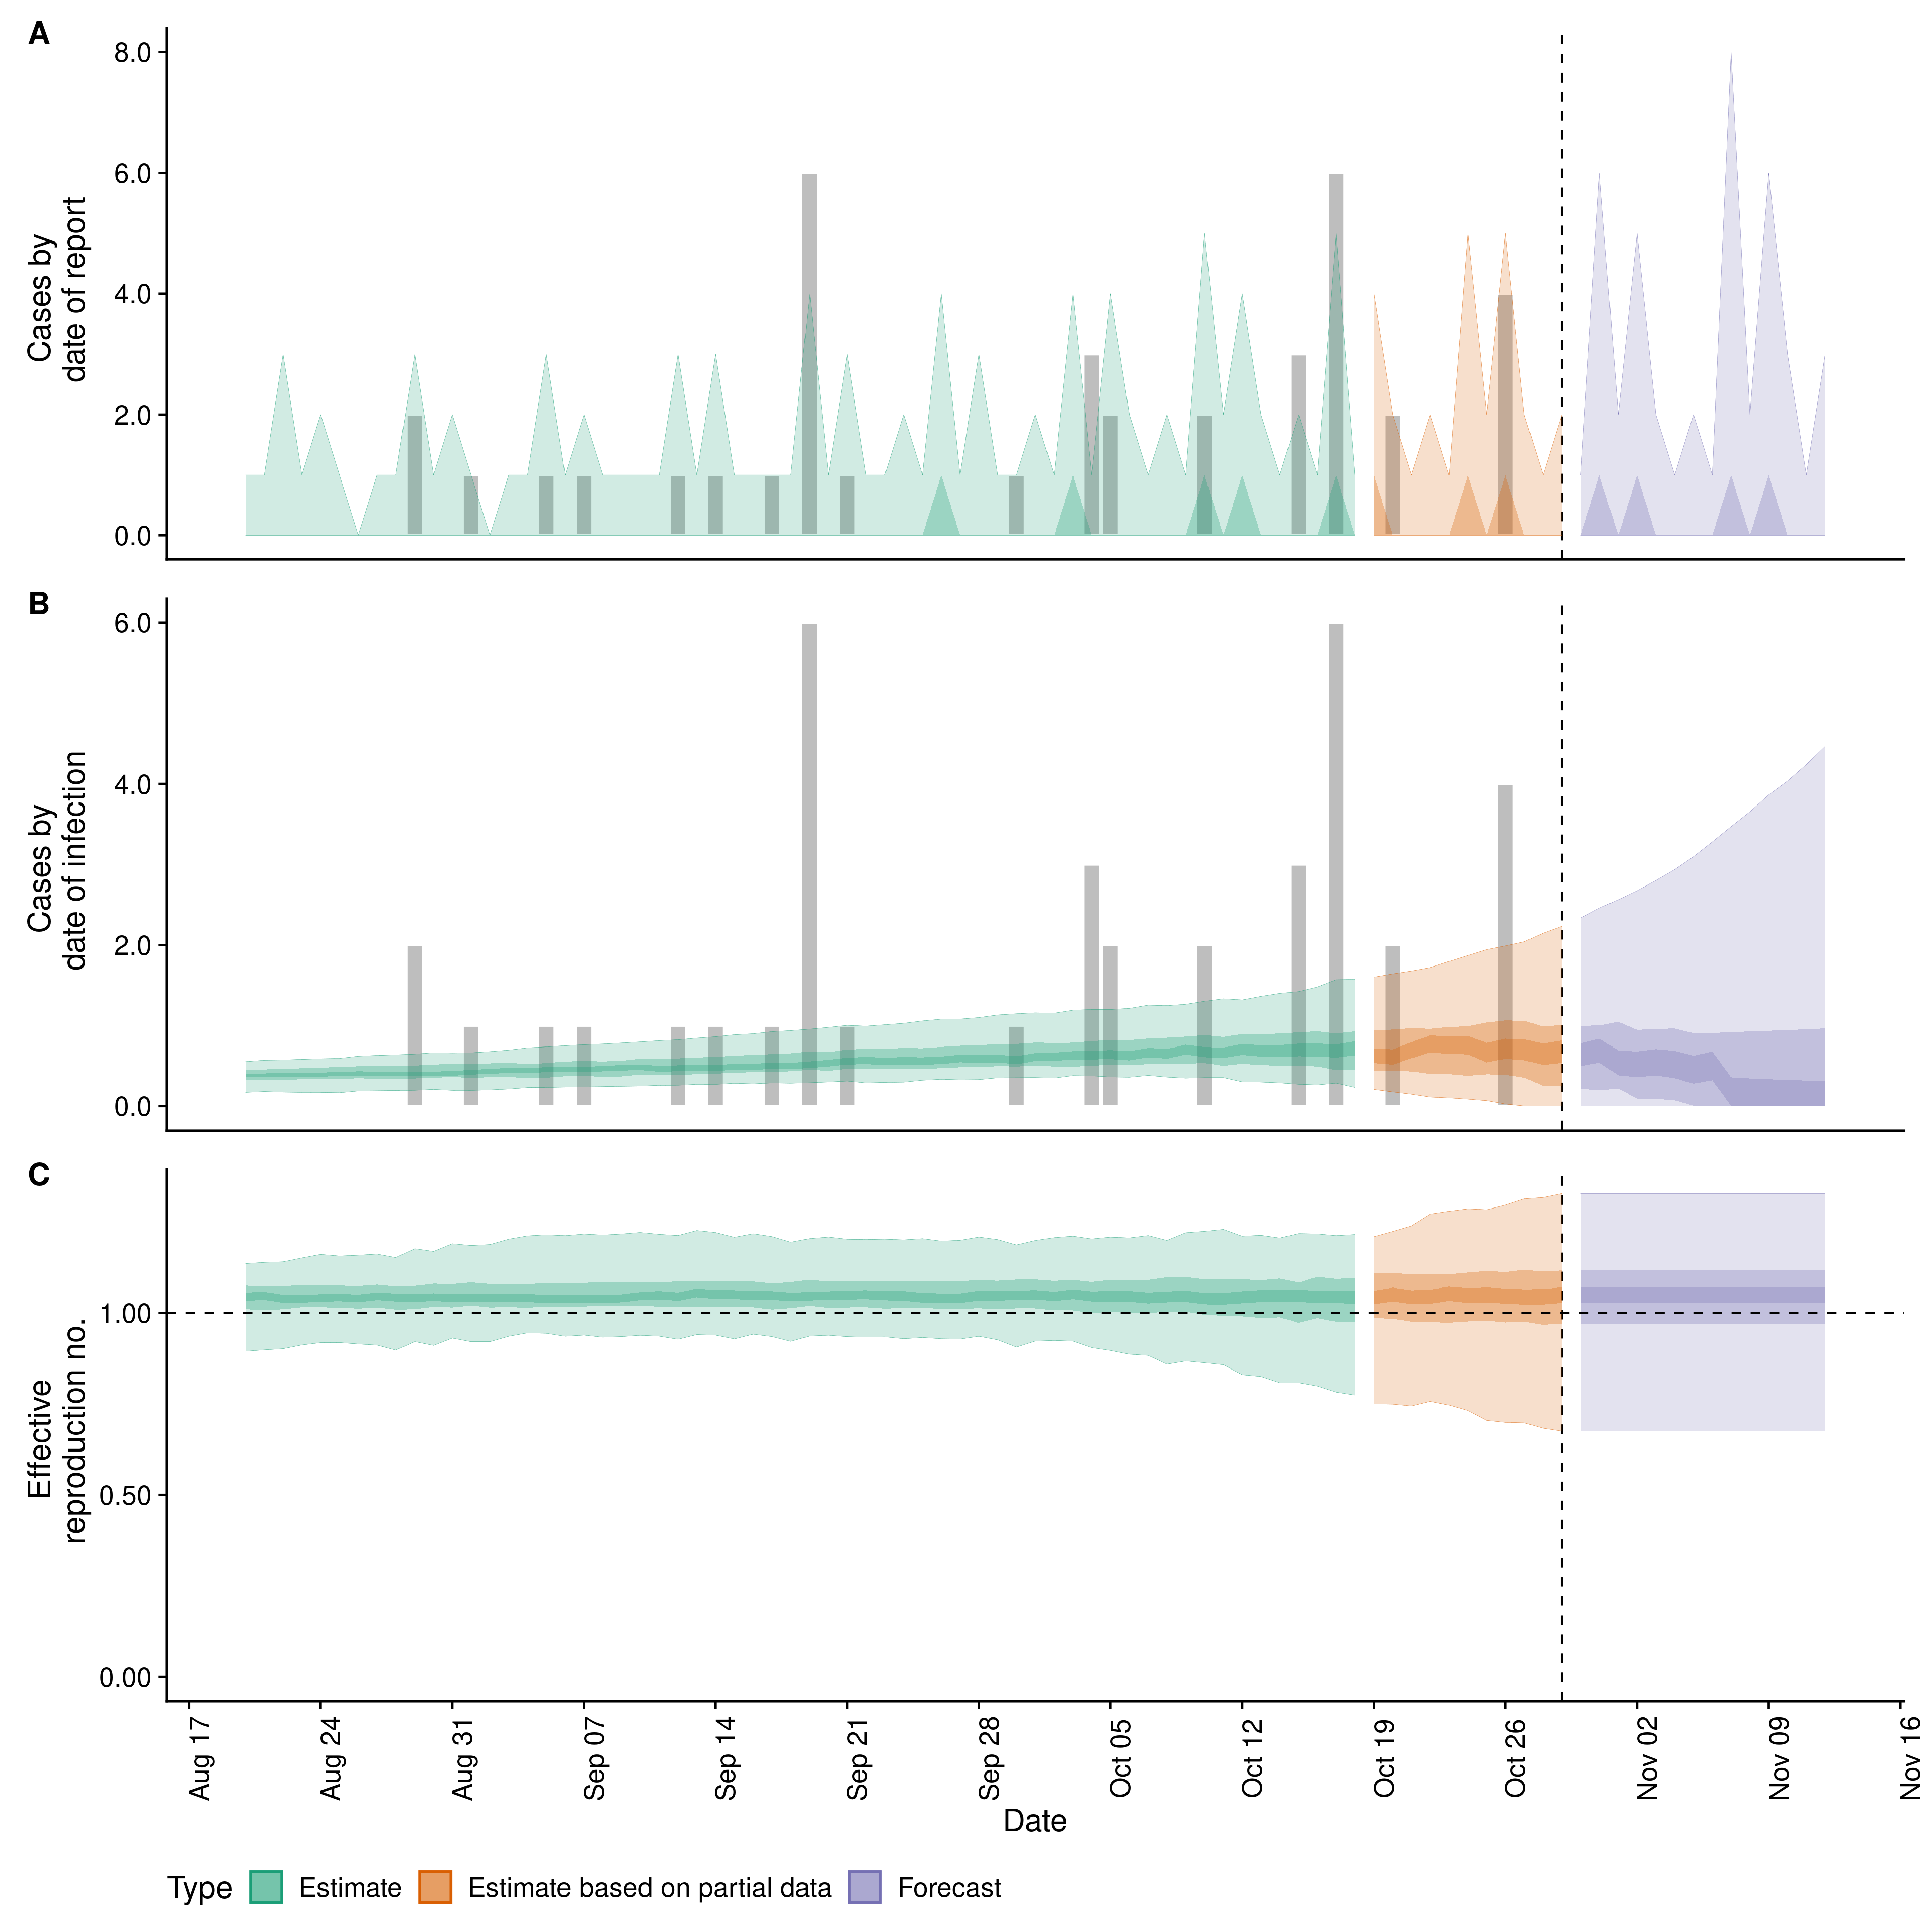 A
8.0
6.0
4.0
2.0
0.0
Cases by
date of report
B
6.0
4.0
2.0
0.0
Cases by
date of infection
C
1.00
0.50
0.00
Effective
reproduction no.
Aug 17
Aug 24
Aug 31
Sep 07
Sep 14
Sep 21
Sep 28
Oct 05
Oct 12
Oct 19
Oct 26
Nov 02
Nov 09
Nov 16
Date
Type Estimate Estimate based on partial data Forecast